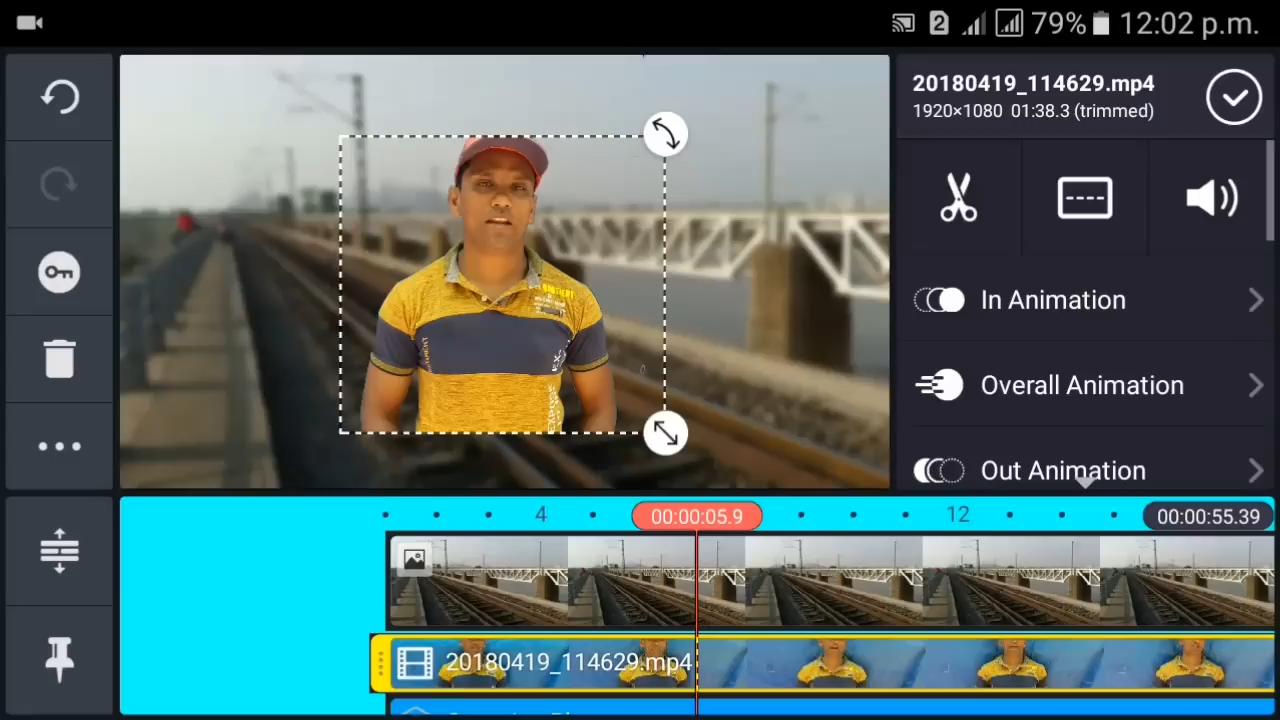 2 79% 12:02 p.m.
20180419_114629.mp4
1920×1080 01:38.3 (trimmed)
In Animation
Overall Animation
Out Animation
4 00:00:05.9 12 00:00:55.39
20180419_114629.mp4